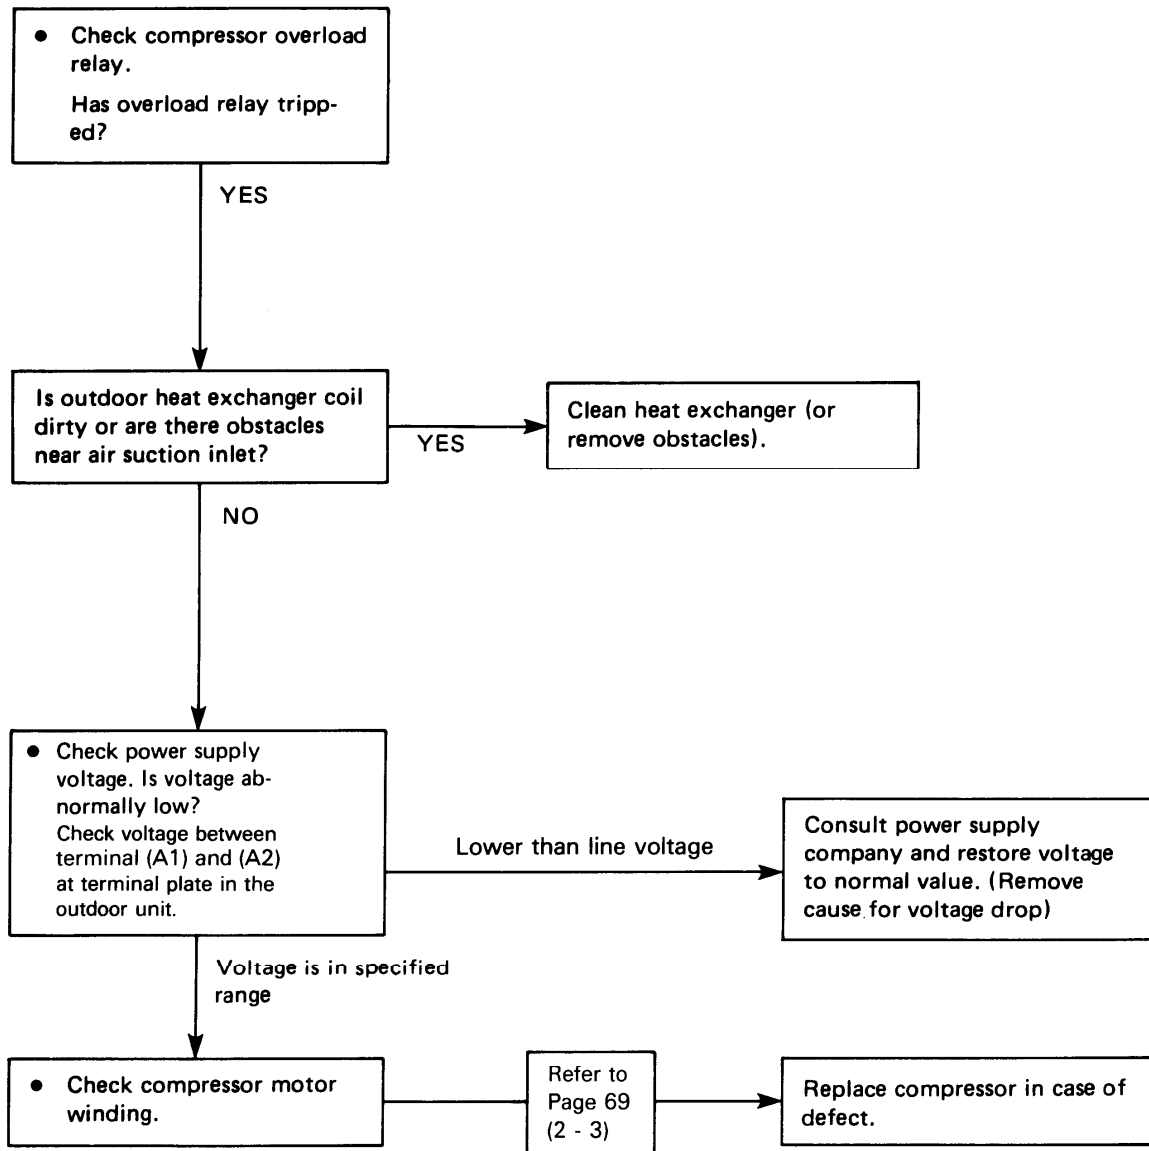 ● Check compressor overload
relay.
Has overload relay tripp-
ed?
YES
Is outdoor heat exchanger coil
dirty or are there obstacles
near air suction inlet?
YES
Clean heat exchanger (or
remove obstacles).
NO
● Check power supply
voltage. Is voltage ab-
normally low?
Check voltage between
terminal (A1) and (A2)
at terminal plate in the
outdoor unit.
Lower than line voltage
Consult power supply
company and restore voltage
to normal value. (Remove
cause for voltage drop)
Voltage is in specified
range
● Check compressor motor
winding.
Refer to
Page 69
(2 - 3)
Replace compressor in case of
defect.